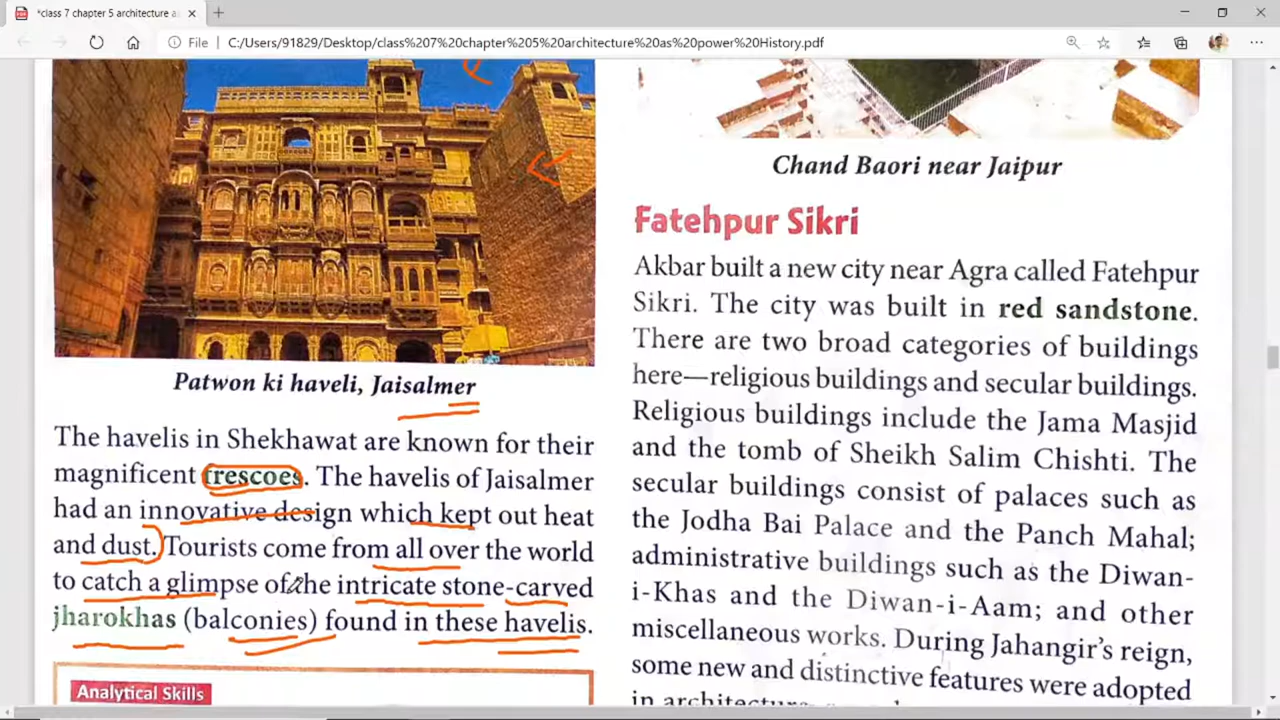 *class 7 chapter 5 architecture a
File
C:/Users/91829/Desktop/class%207%20chapter%205%20architecture%20as%20power%20History.pdf
Patwon ki haveli, Jaisalmer
The havelis in Shekhawat are known for their
magnificent frescoes. The havelis of Jaisalmer
had an innovative design which kept out heat
and dust. Tourists come from all over the world
to catch a glimpse of the intricate stone-carved
jharokhas (balconies) found in these havelis.
Analytical Skills
Chand Baori near Jaipur
Fatehpur Sikri
Akbar built a new city near Agra called Fatehpur
Sikri. The city was built in red sandstone.
There are two broad categories of buildings
here—religious buildings and secular buildings.
Religious buildings include the Jama Masjid
and the tomb of Sheikh Salim Chishti. The
secular buildings consist of palaces such as
the Jodha Bai Palace and the Panch Mahal;
administrative buildings such as the Diwan-
i-Khas and the Diwan-i-Aam; and other
miscellaneous works. During Jahangir's reign,
some new and distinctive features were adopted
in architecture